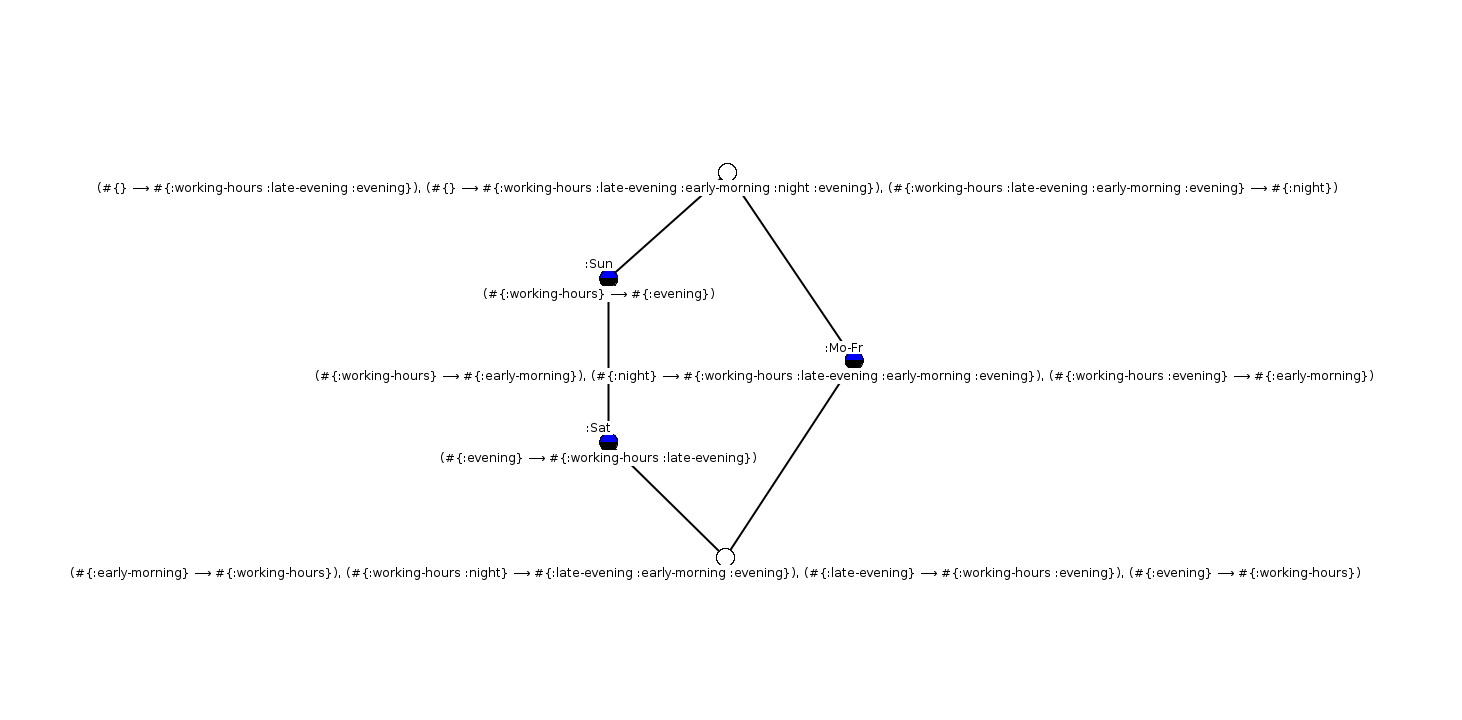 (#{} ⟶ #{:working-hours :late-evening :evening}), (#{} ⟶ #{:working-hours :late-evening :early-morning :night :evening}), (#{:working-hours :late-evening :early-morning :evening} ⟶ #{:night})
:Sun
(#{:working-hours} ⟶ #{:evening})
:Mo-Fr
(#{:working-hours} ⟶ #{:early-morning}), (#{:night} ⟶ #{:working-hours :late-evening :early-morning :evening}), (#{:working-hours :evening} ⟶ #{:early-morning})
:Sat
(#{:evening} ⟶ #{:working-hours :late-evening})
(#{:early-morning} ⟶ #{:working-hours}), (#{:working-hours :night} ⟶ #{:late-evening :early-morning :evening}), (#{:late-evening} ⟶ #{:working-hours :evening}), (#{:evening} ⟶ #{:working-hours})